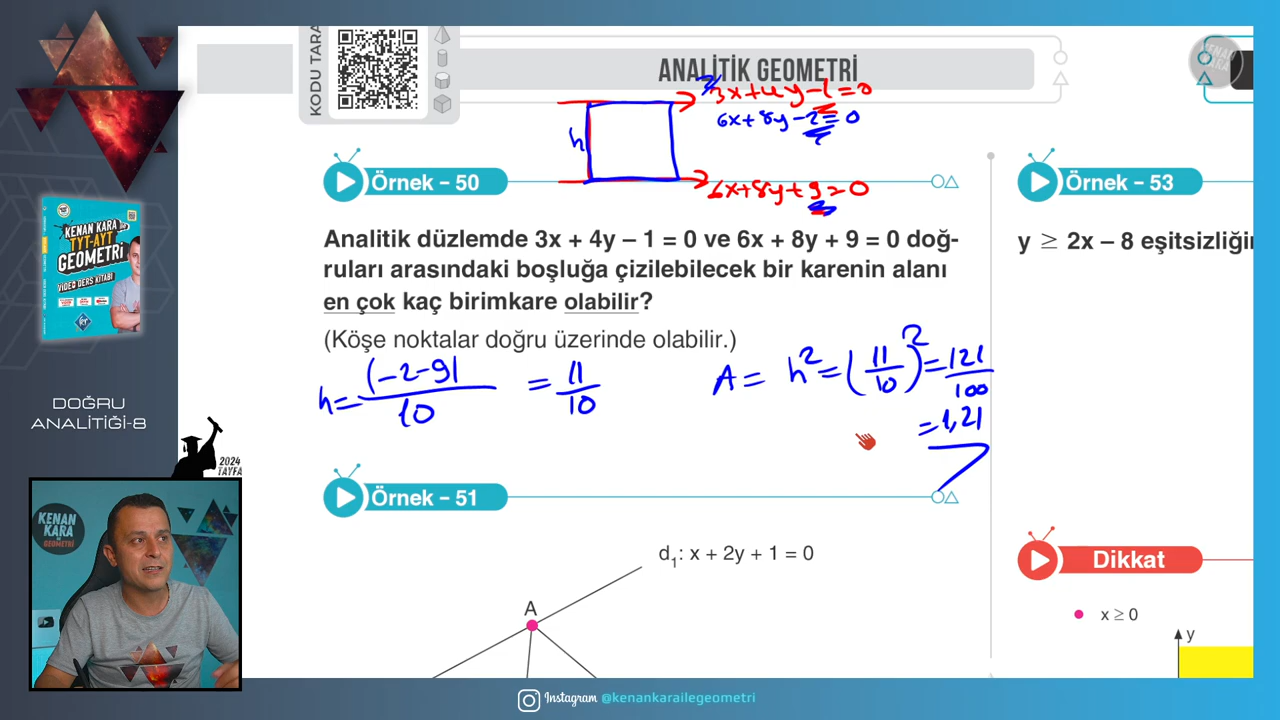 KODU TARA
ANALİTİK GEOMETRİ
3x+4y-1=0
6x+8y-2=0
h
6x+8y+9=0
Örnek - 50
Analitik düzlemde 3x + 4y – 1 = 0 ve 6x + 8y + 9 = 0 doğ-
ruları arasındaki boşluğa çizilebilecek bir karenin alanı
en çok kaç birimkare olabilir?
(Köşe noktalar doğru üzerinde olabilir.)
h = |-2-9| / 10 = 11/10
A = h² = (11/10)² = 121/100
= 1,21
Örnek - 51
d₁: x + 2y + 1 = 0
A
Örnek - 53
y ≥ 2x – 8 eşitsizliğin
Dikkat
x ≥ 0
y
KENAN KARA
TYT-AYT
GEOMETRİ
VİDEO DERS KİTABI
DOĞRU
ANALİTİĞİ-8
2024
TAYFA
KENAN
KARA
GEOMETRİ
KENAN
KARA
Instagram @kenankarailegeometri